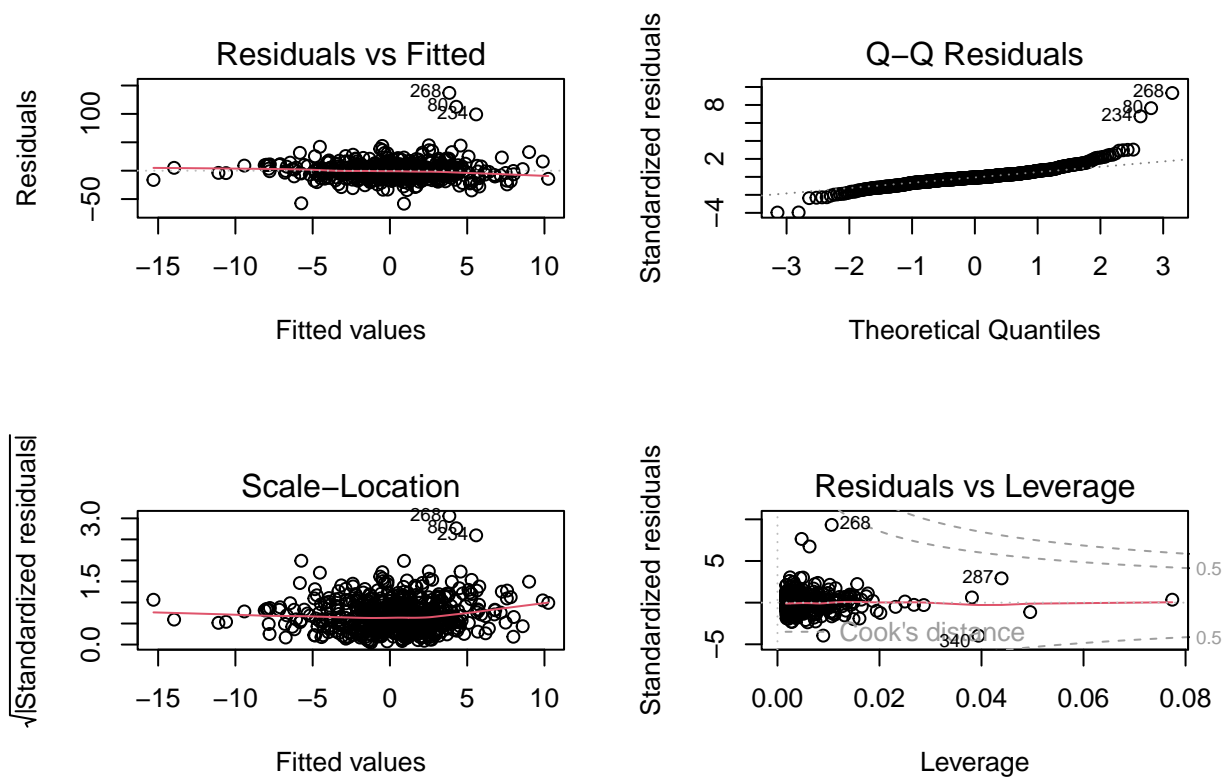 Residuals vs Fitted
Residuals
100
−50
268
80
234
−15 −10 −5 0 5 10
Fitted values
Q−Q Residuals
Standardized residuals
8
2
−4
268
80
234
−3 −2 −1 0 1 2 3
Theoretical Quantiles
Scale−Location
√|Standardized residuals|
3.0
1.5
0.0
268
80
234
−15 −10 −5 0 5 10
Fitted values
Residuals vs Leverage
Standardized residuals
5
−5
268
287
340
Cook's distance
0.5
0.5
0.00 0.02 0.04 0.06 0.08
Leverage